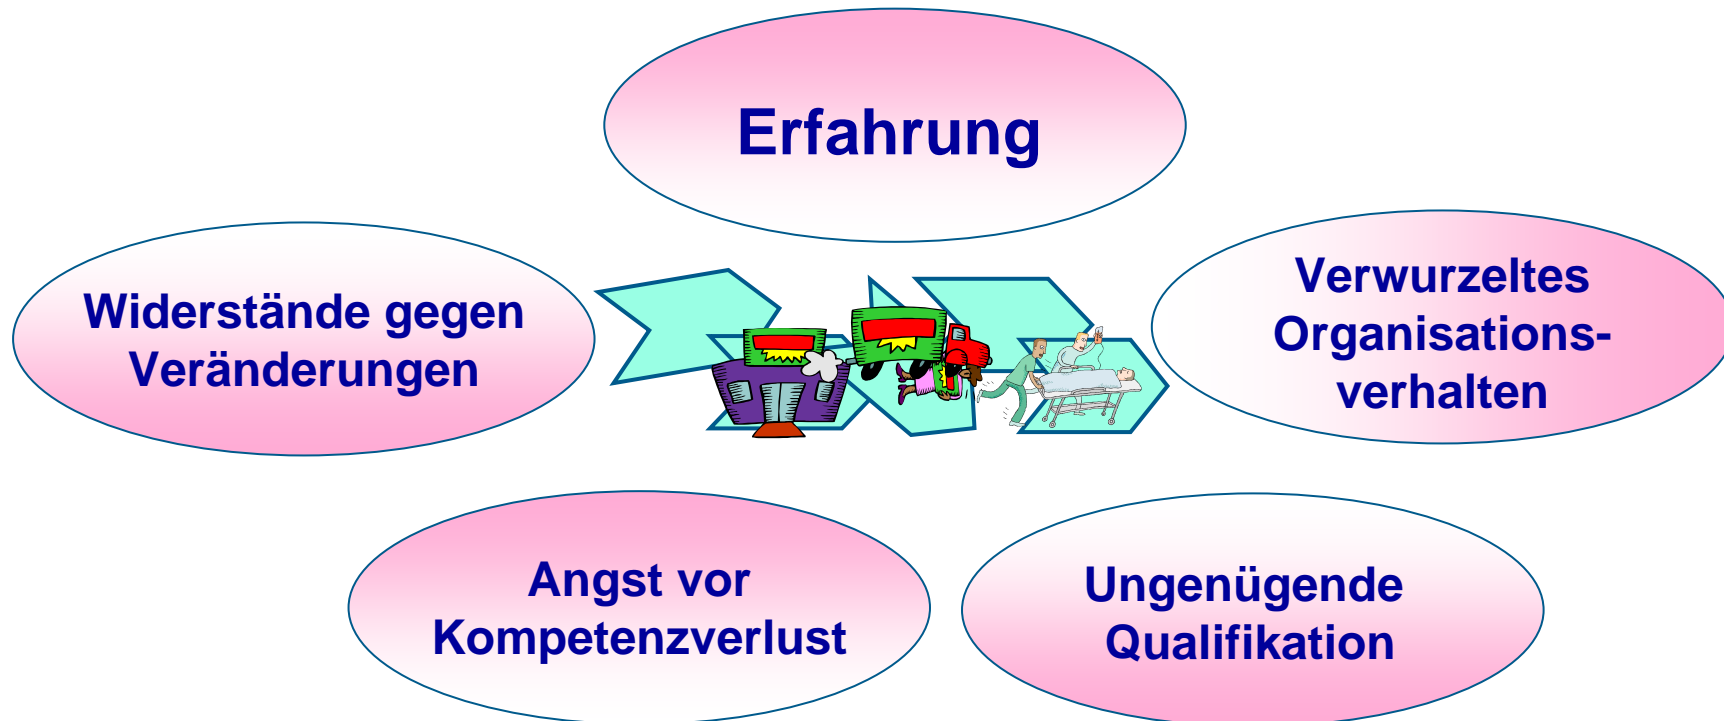 Erfahrung
Widerstände gegen
Veränderungen
Verwurzeltes
Organisations-
verhalten
Angst vor
Kompetenzverlust
Ungenügende
Qualifikation